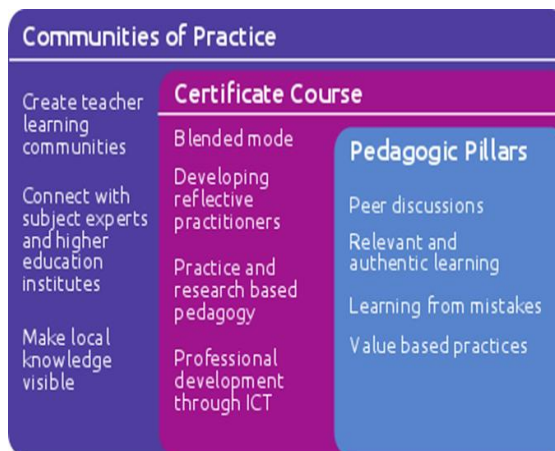 Communities of Practice
Create teacher
learning
communities
Connect with
subject experts
and higher
education
institutes
Make local
knowledge
visible
Certificate Course
Blended mode
Developing
reflective
practitioners
Practice and
research based
pedagogy
Professional
development
through ICT
Pedagogic Pillars
Peer discussions
Relevant and
authentic learning
Learning from mistakes
Value based practices